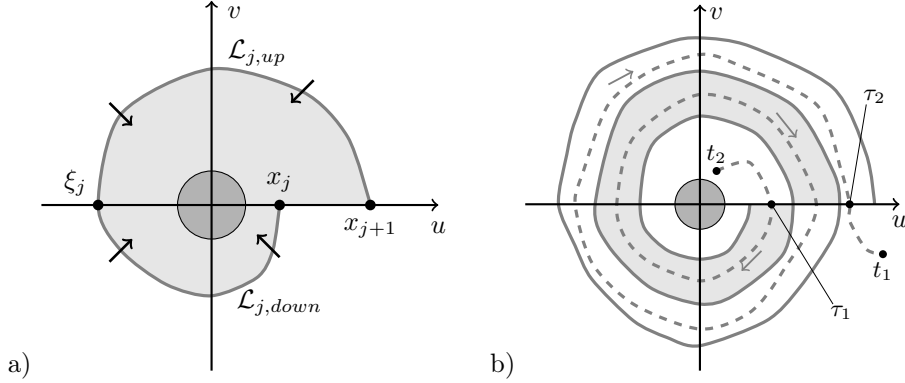 v
ℒ_{j,up}
ξ_j
x_j
x_{j+1}
u
ℒ_{j,down}
a)
v
τ_2
t_2
u
t_1
τ_1
b)